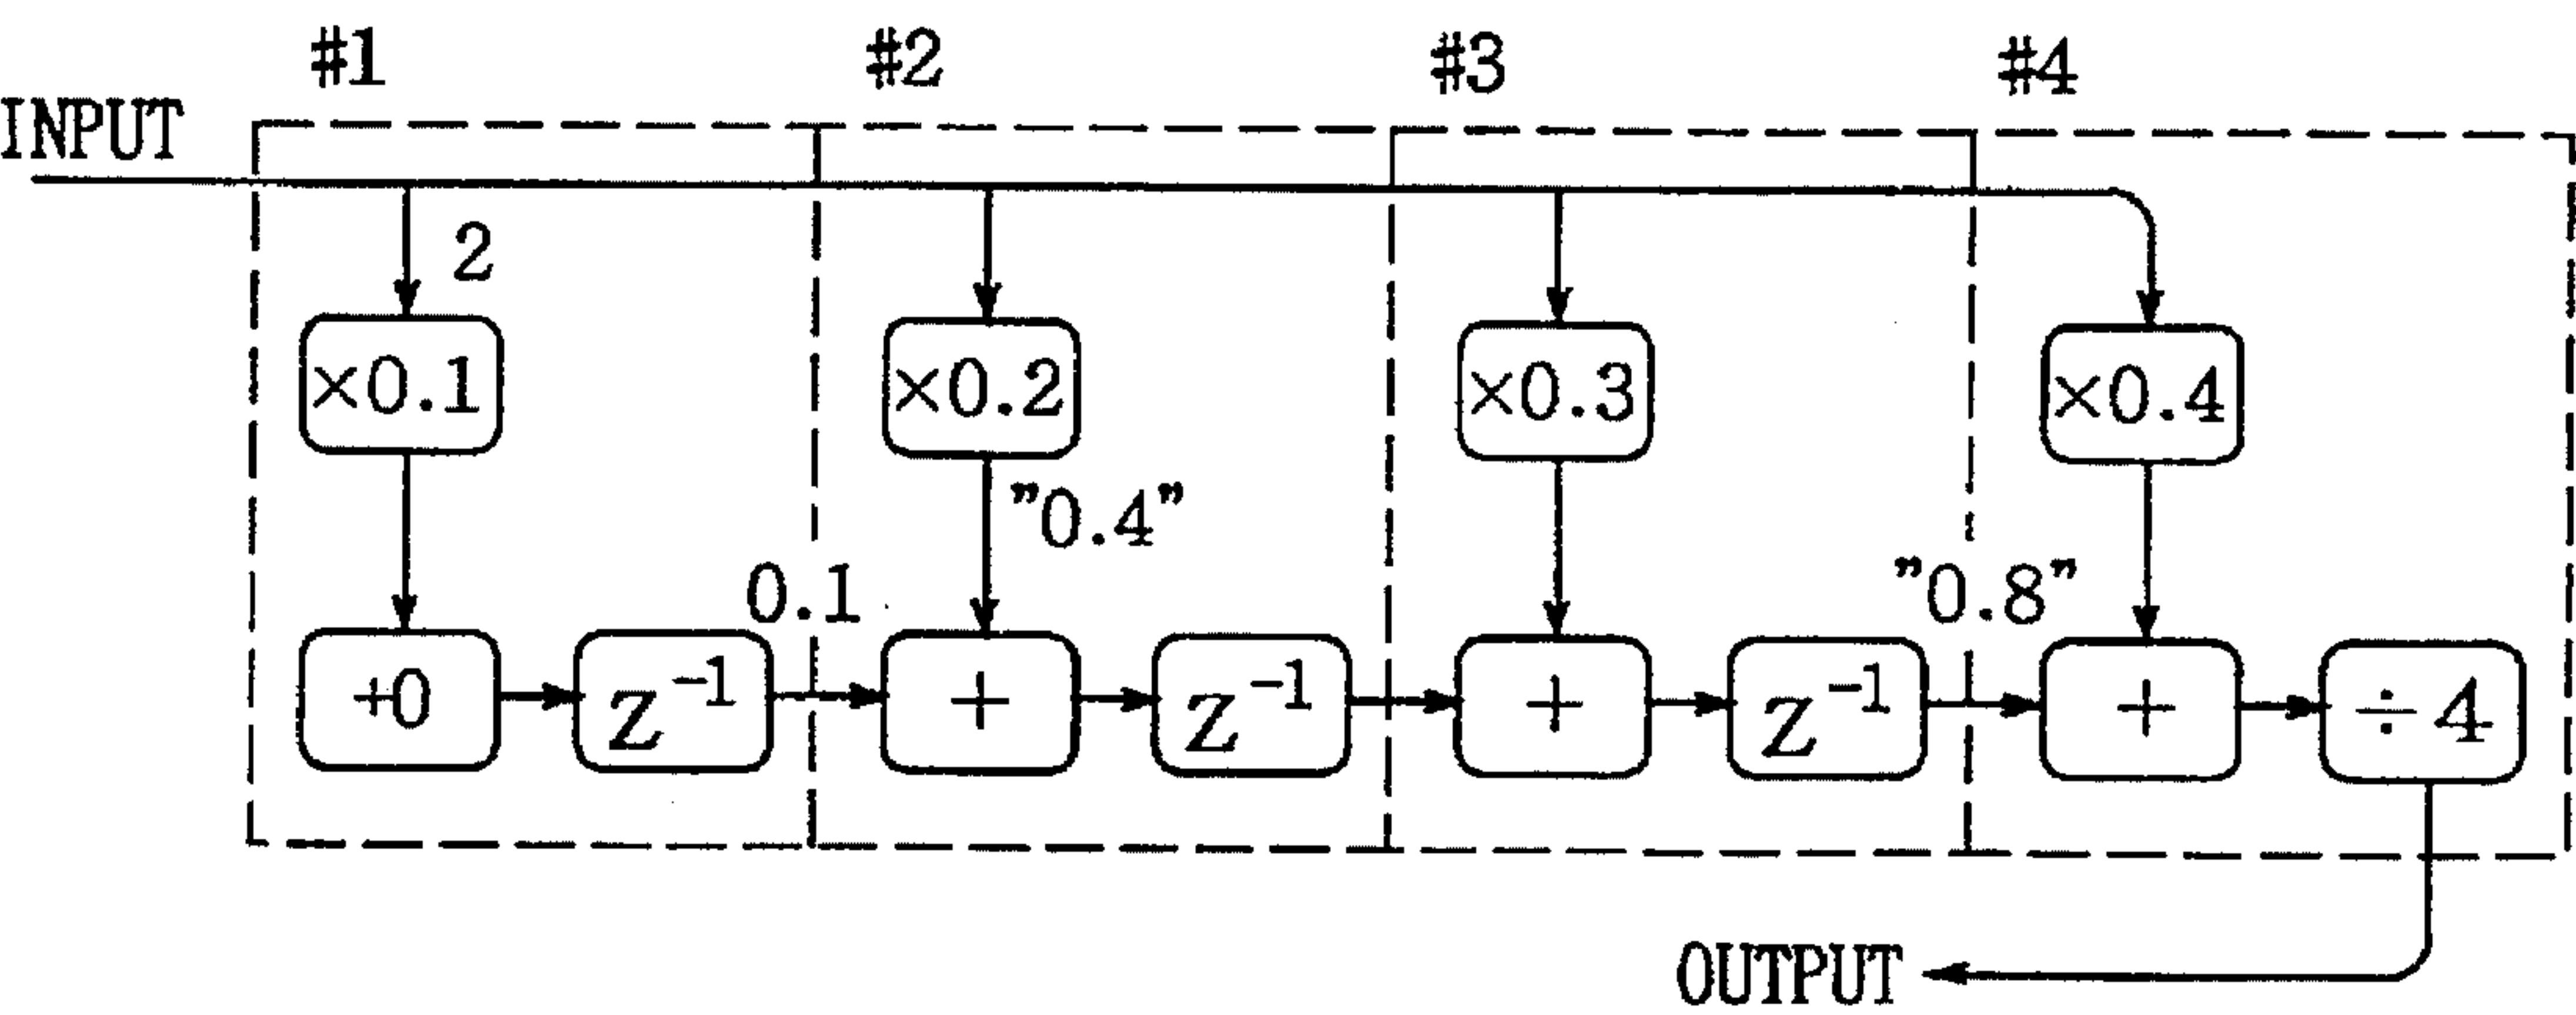 #1 #2 #3 #4
INPUT
2
×0.1 ×0.2 ×0.3 ×0.4
"0.4"
0.1 "0.8"
+0 Z⁻¹ + Z⁻¹ + Z⁻¹ + ÷4
OUTPUT